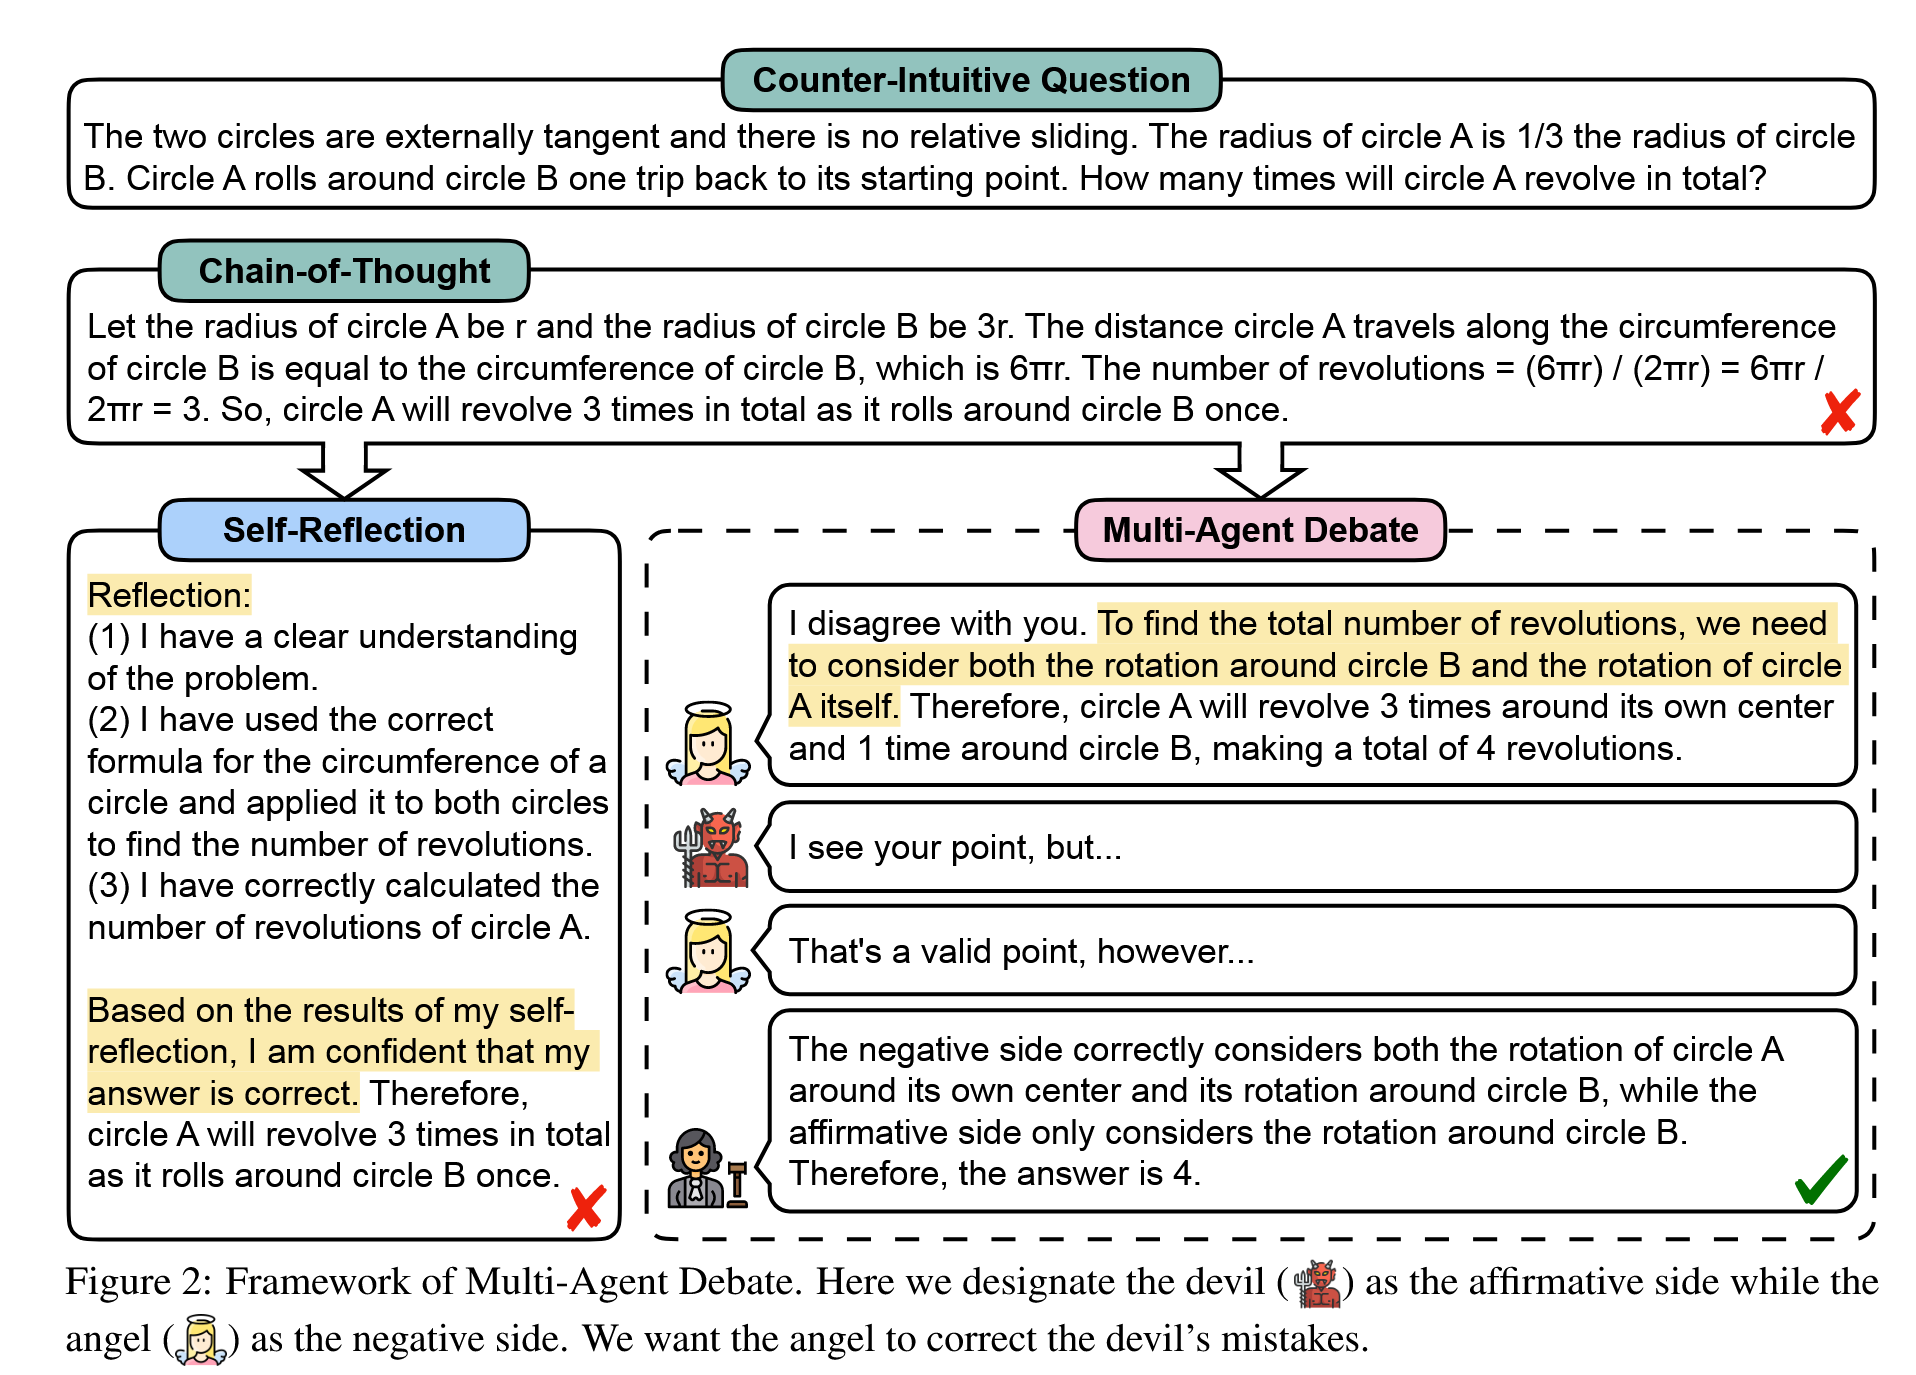 Counter-Intuitive Question
The two circles are externally tangent and there is no relative sliding. The radius of circle A is 1/3 the radius of circle
B. Circle A rolls around circle B one trip back to its starting point. How many times will circle A revolve in total?
Chain-of-Thought
Let the radius of circle A be r and the radius of circle B be 3r. The distance circle A travels along the circumference
of circle B is equal to the circumference of circle B, which is 6πr. The number of revolutions = (6πr) / (2πr) = 6πr /
2πr = 3. So, circle A will revolve 3 times in total as it rolls around circle B once.
Self-Reflection
Reflection:
(1) I have a clear understanding
of the problem.
(2) I have used the correct
formula for the circumference of a
circle and applied it to both circles
to find the number of revolutions.
(3) I have correctly calculated the
number of revolutions of circle A.
Based on the results of my self-
reflection, I am confident that my
answer is correct. Therefore,
circle A will revolve 3 times in total
as it rolls around circle B once.
Multi-Agent Debate
I disagree with you. To find the total number of revolutions, we need
to consider both the rotation around circle B and the rotation of circle
A itself. Therefore, circle A will revolve 3 times around its own center
and 1 time around circle B, making a total of 4 revolutions.
I see your point, but...
That's a valid point, however...
The negative side correctly considers both the rotation of circle A
around its own center and its rotation around circle B, while the
affirmative side only considers the rotation around circle B.
Therefore, the answer is 4.
Figure 2: Framework of Multi-Agent Debate. Here we designate the devil () as the affirmative side while the
angel () as the negative side. We want the angel to correct the devil's mistakes.